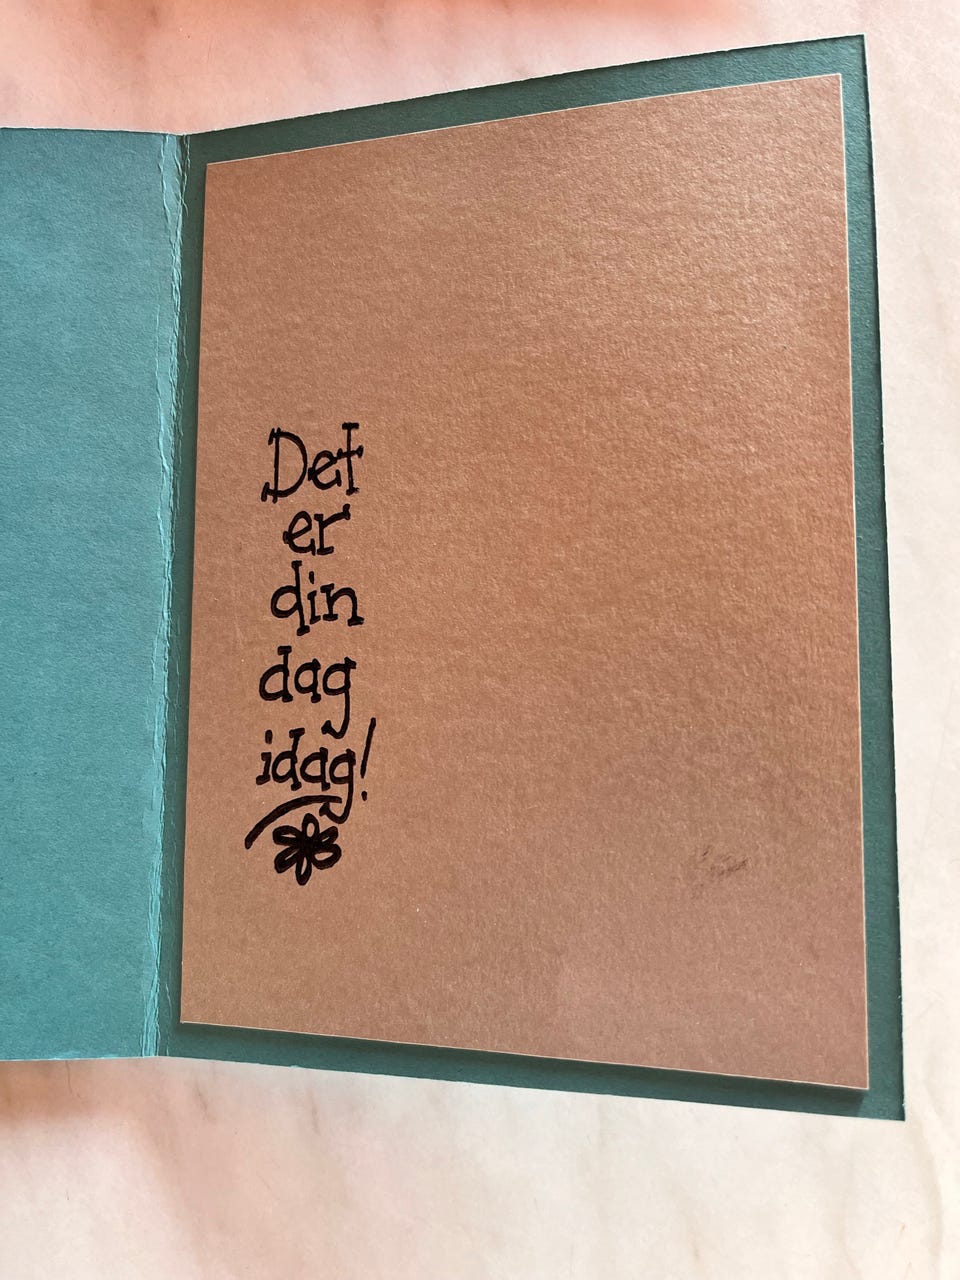 Det
er
din
dag
idag!